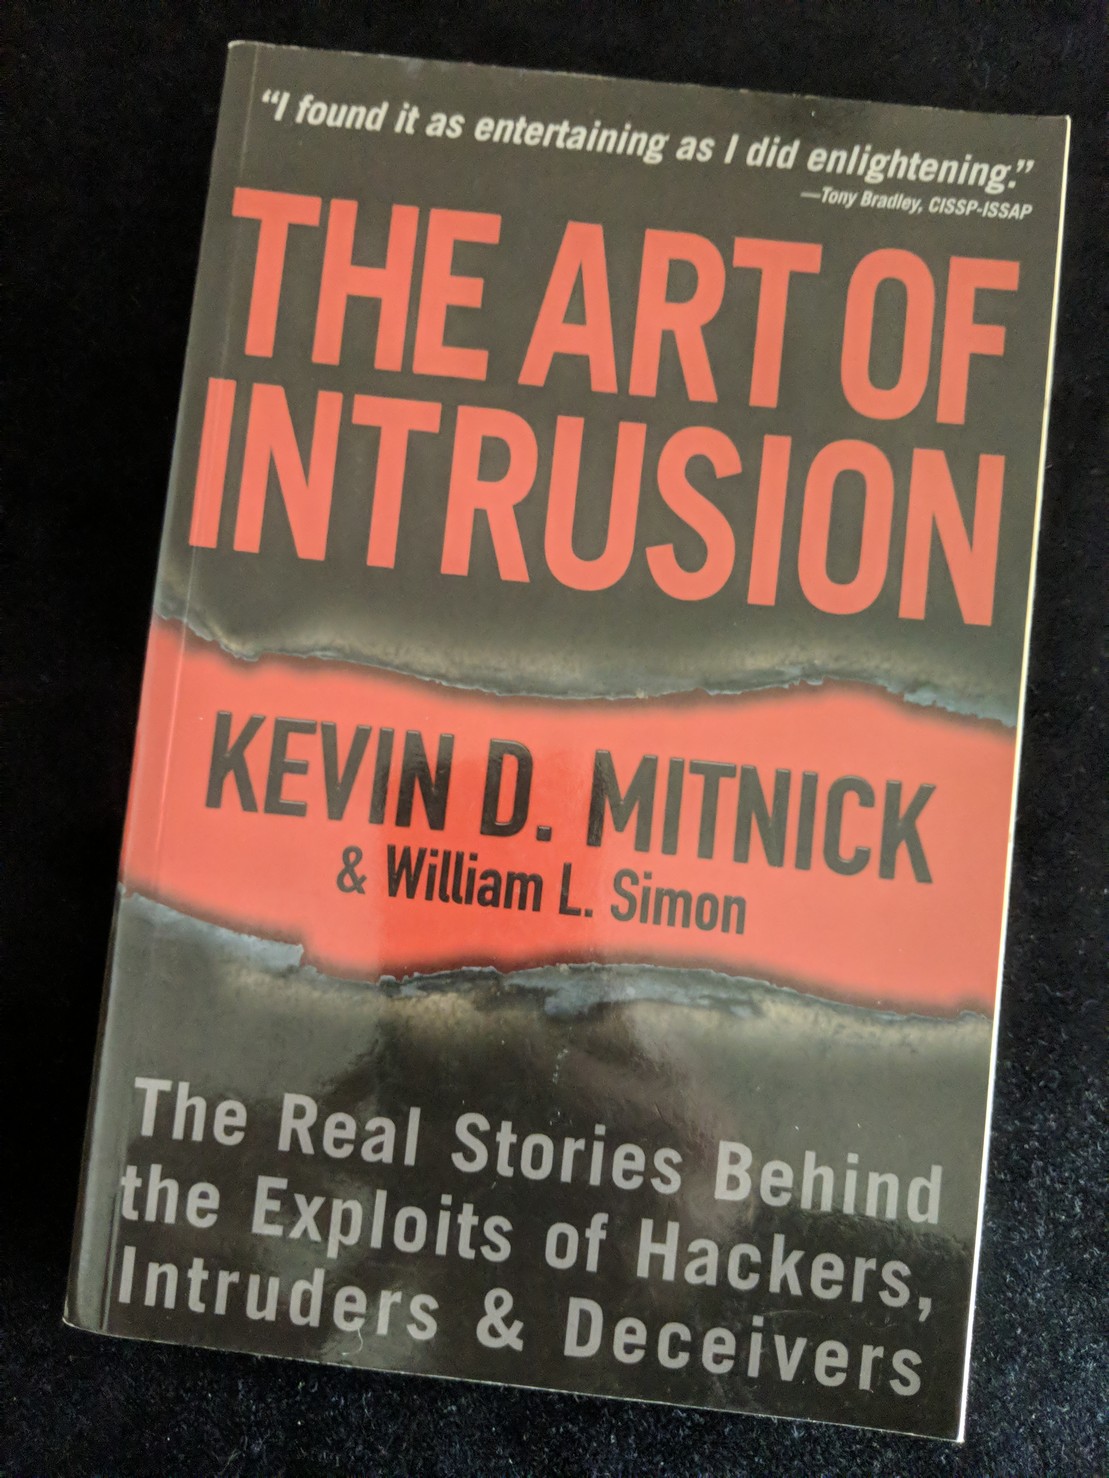 “I found it as entertaining as I did enlightening.”
—Tony Bradley, CISSP-ISSAP
THE ART OF
INTRUSION
KEVIN D. MITNICK
& William L. Simon
The Real Stories Behind
the Exploits of Hackers,
Intruders & Deceivers